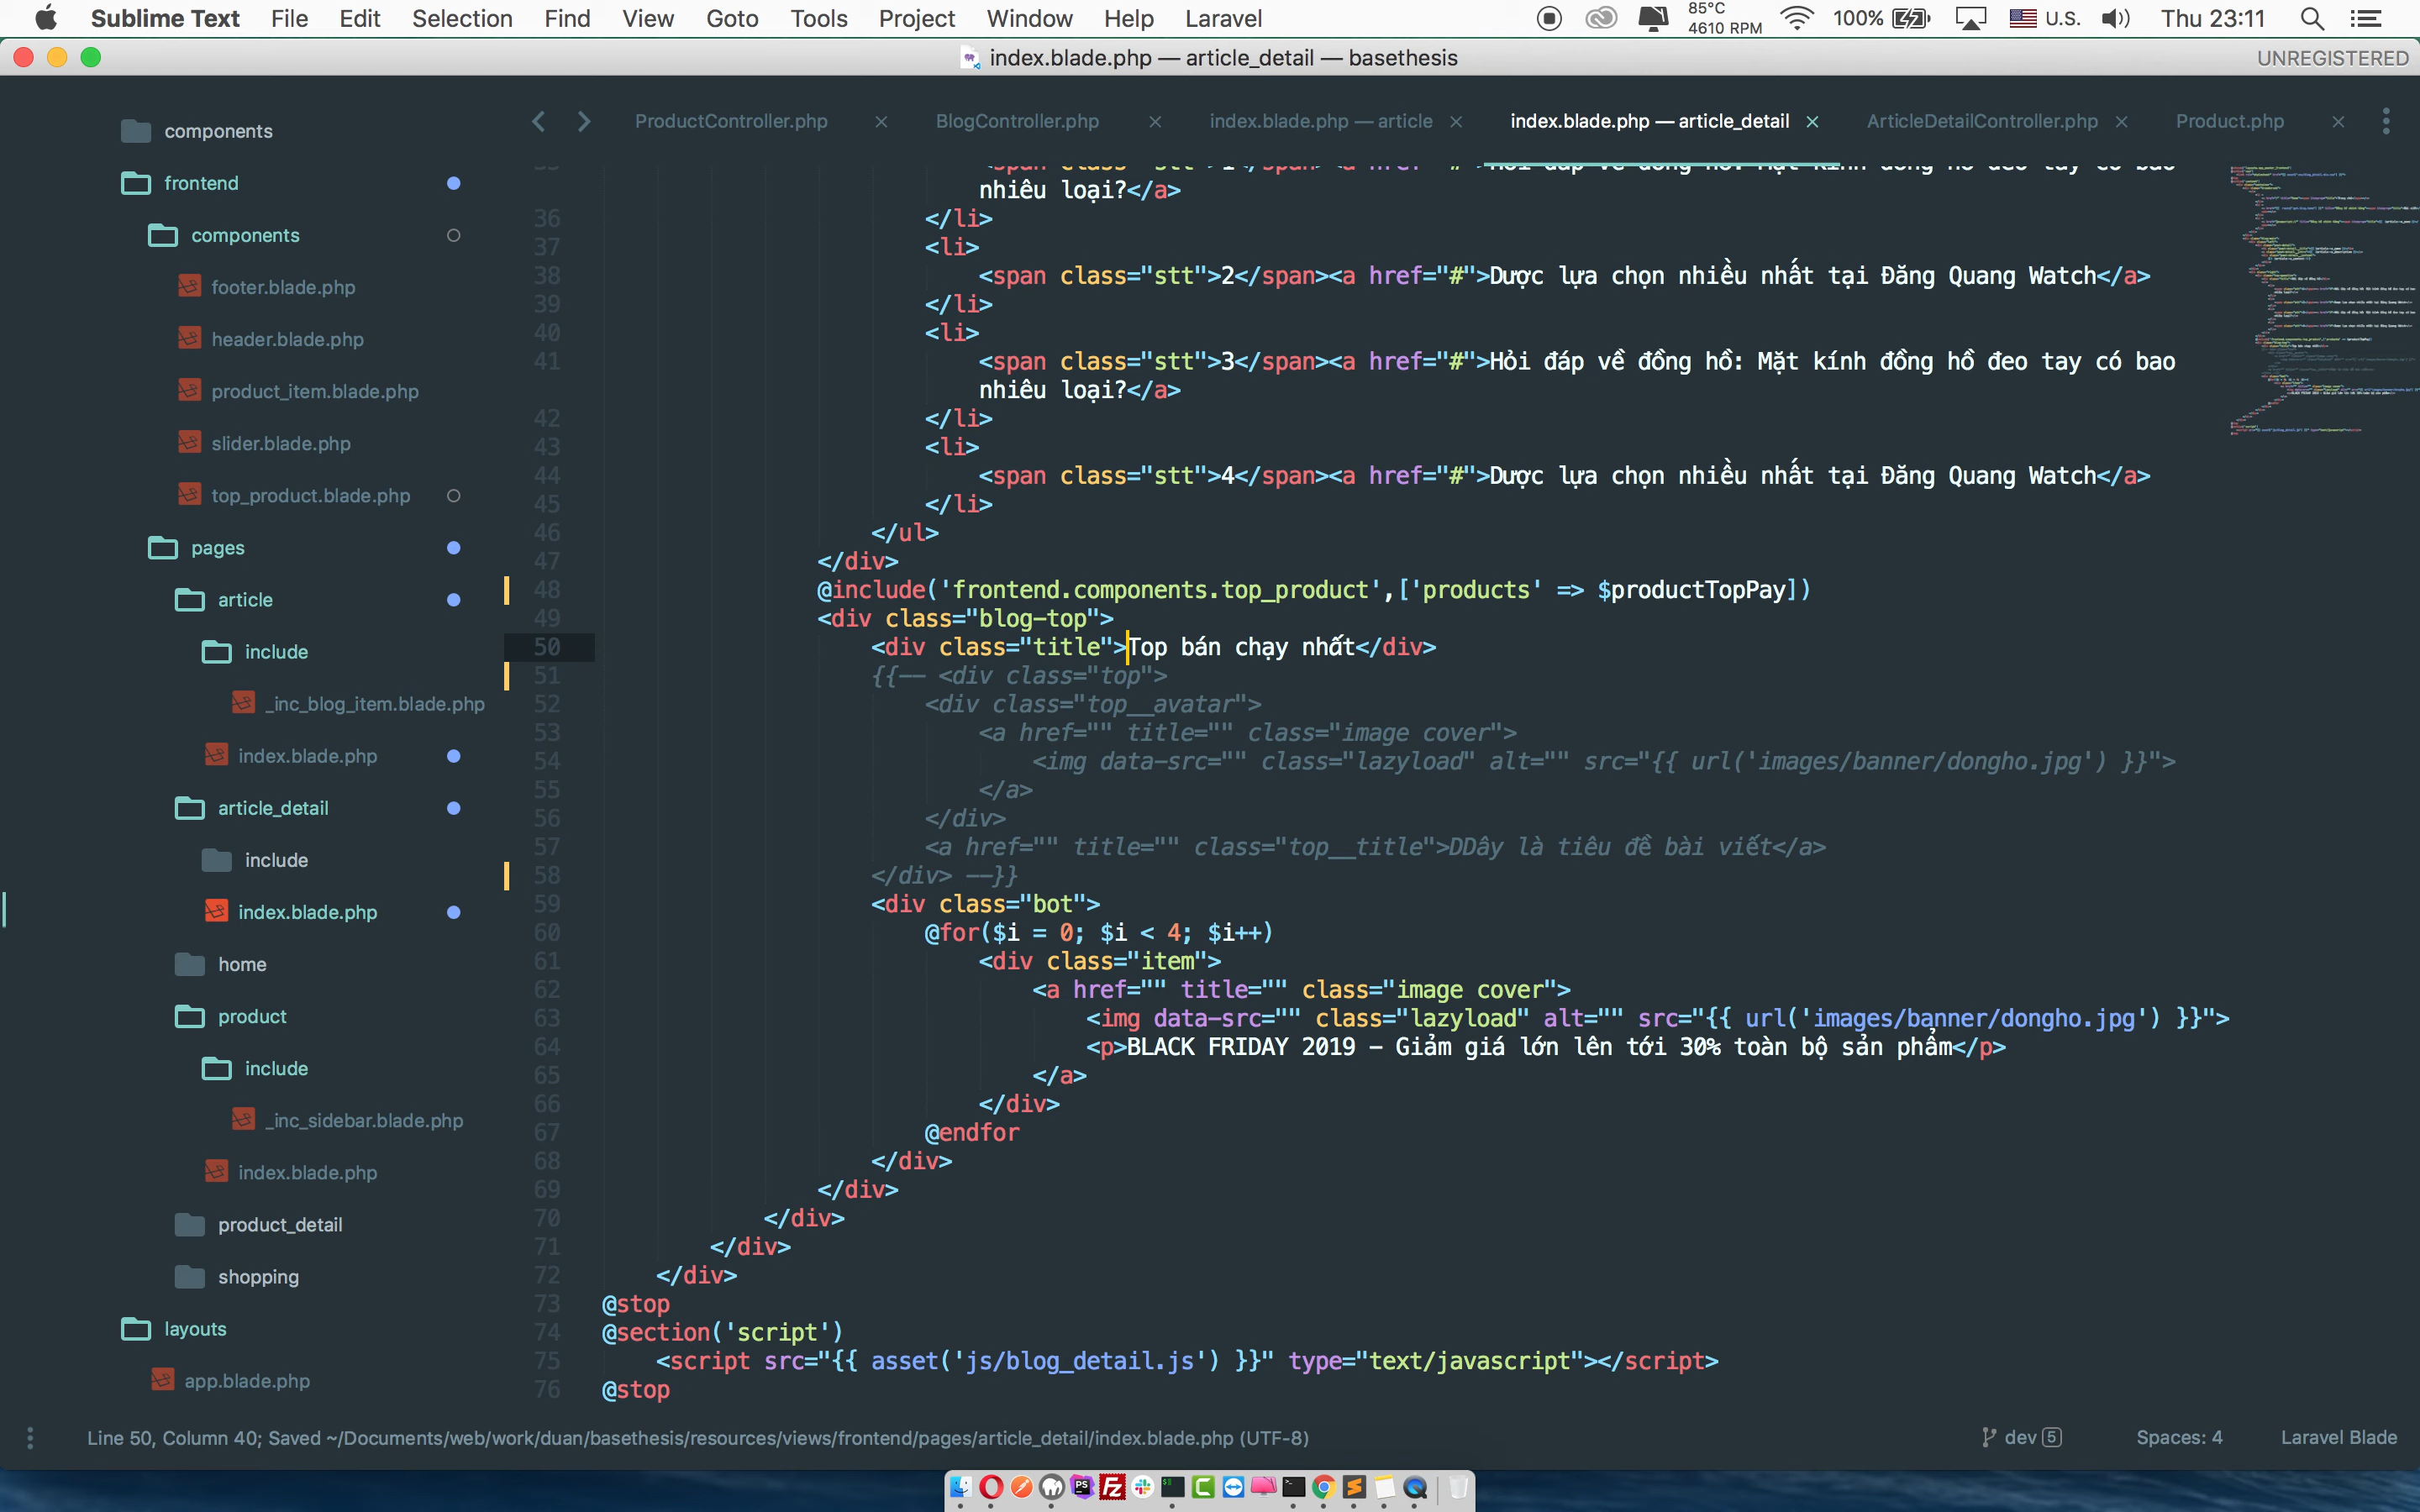 Sublime Text File Edit Selection Find View Goto Tools Project Window Help Laravel 85°C 4610 RPM 100% U.S. Thu 23:11
index.blade.php — article_detail — basethesis UNREGISTERED
ProductController.php BlogController.php index.blade.php — article index.blade.php — article_detail ArticleDetailController.php Product.php
components
frontend
components
footer.blade.php
header.blade.php
product_item.blade.php
slider.blade.php
top_product.blade.php
pages
article
include
_inc_blog_item.blade.php
index.blade.php
article_detail
include
index.blade.php
home
product
include
_inc_sidebar.blade.php
index.blade.php
product_detail
shopping
layouts
app.blade.php
nhiêu loại?</a>
36 </li>
37 <li>
38 <span class="stt">2</span><a href="#">Dược lựa chọn nhiều nhất tại Đăng Quang Watch</a>
39 </li>
40 <li>
41 <span class="stt">3</span><a href="#">Hỏi đáp về đồng hồ: Mặt kính đồng hồ đeo tay có bao
nhiêu loại?</a>
42 </li>
43 <li>
44 <span class="stt">4</span><a href="#">Dược lựa chọn nhiều nhất tại Đăng Quang Watch</a>
45 </li>
46 </ul>
47 </div>
48 @include('frontend.components.top_product',['products' => $productTopPay])
49 <div class="blog-top">
50 <div class="title">Top bán chạy nhất</div>
51 {{-- <div class="top">
52 <div class="top__avatar">
53 <a href="" title="" class="image cover">
54 <img data-src="" class="lazyload" alt="" src="{{ url('images/banner/dongho.jpg') }}">
55 </a>
56 </div>
57 <a href="" title="" class="top__title">DDây là tiêu đề bài viết</a>
58 </div> --}}
59 <div class="bot">
60 @for($i = 0; $i < 4; $i++)
61 <div class="item">
62 <a href="" title="" class="image cover">
63 <img data-src="" class="lazyload" alt="" src="{{ url('images/banner/dongho.jpg') }}">
64 <p>BLACK FRIDAY 2019 – Giảm giá lớn lên tới 30% toàn bộ sản phẩm</p>
65 </a>
66 </div>
67 @endfor
68 </div>
69 </div>
70 </div>
71 </div>
72 </div>
73 @stop
74 @section('script')
75 <script src="{{ asset('js/blog_detail.js') }}" type="text/javascript"></script>
76 @stop
Line 50, Column 40; Saved ~/Documents/web/work/duan/basethesis/resources/views/frontend/pages/article_detail/index.blade.php (UTF-8) dev 5 Spaces: 4 Laravel Blade